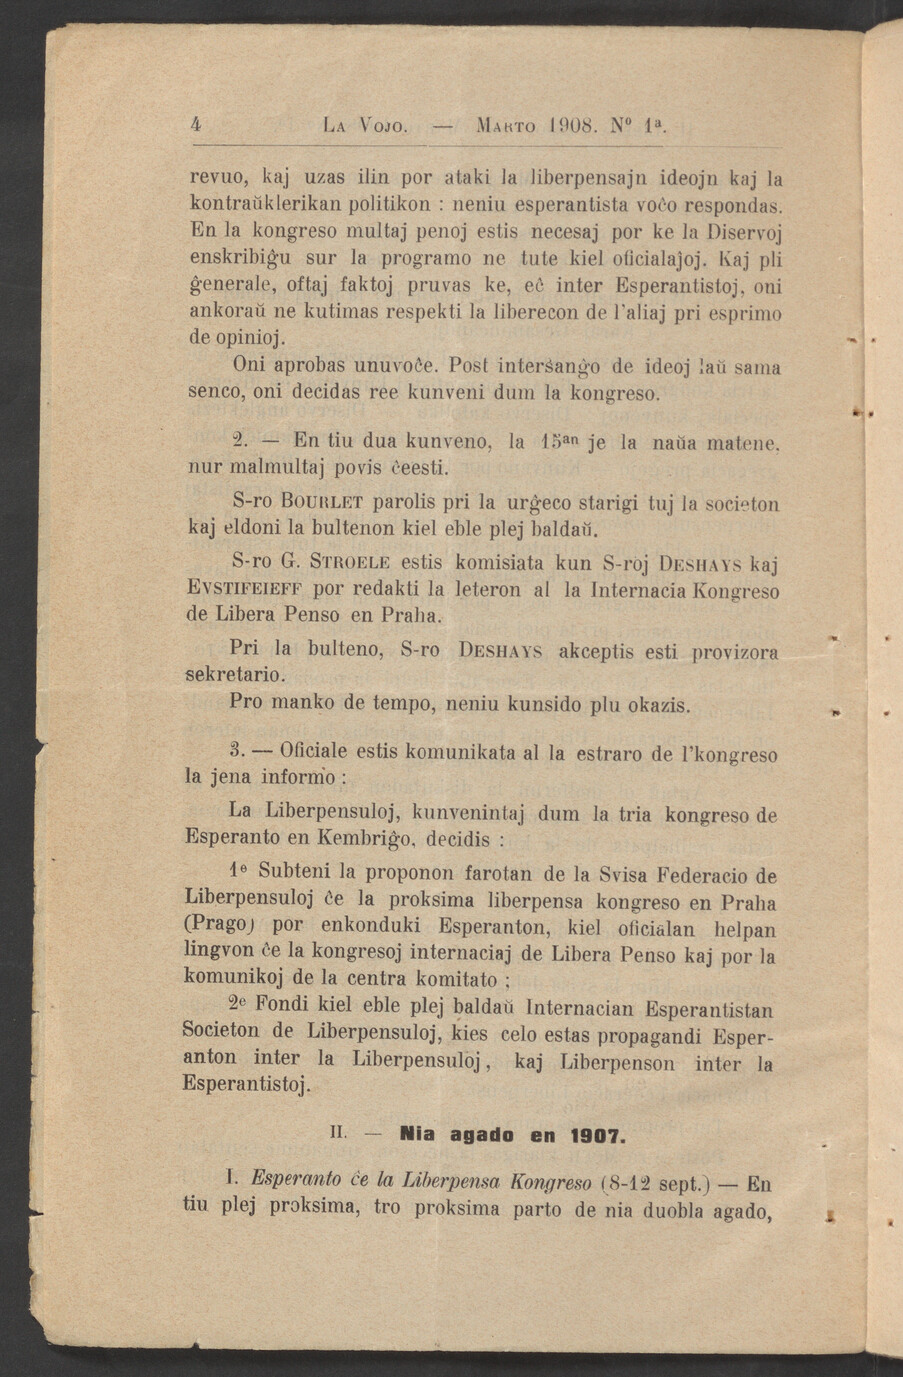 4 La Vojo. — Marto 1908. Nº 1ª.
revuo, kaj uzas ilin por ataki la liberpensajn ideojn kaj la
kontraŭklerikan politikon : neniu esperantista voĉo respondas.
En la kongreso multaj penoj estis necesaj por ke la Diservoj
enskribiĝu sur la programo ne tute kiel oficialaĵoj. Kaj pli
ĝenerale, oftaj faktoj pruvas ke, eĉ inter Esperantistoj, oni
ankoraŭ ne kutimas respekti la liberecon de l'aliaj pri esprimo
de opinioj.
Oni aprobas unuvoĉe. Post interŝanĝo de ideoj laŭ sama
senco, oni decidas ree kunveni dum la kongreso.
2. — En tiu dua kunveno, la 15an je la naŭa matene,
nur malmultaj povis ĉeesti.
S-ro Bourlet parolis pri la urĝeco starigi tuj la societon
kaj eldoni la bultenon kiel eble plej baldaŭ.
S-ro G. Stroele estis komisiata kun S-roj Deshays kaj
Evstifeieff por redakti la leteron al la Internacia Kongreso
de Libera Penso en Praha.
Pri la bulteno, S-ro Deshays akceptis esti provizora
sekretario.
Pro manko de tempo, neniu kunsido plu okazis.
3. — Oficiale estis komunikata al la estraro de l'kongreso
la jena informo :
La Liberpensuloj, kunvenintaj dum la tria kongreso de
Esperanto en Kembriĝo, decidis :
1e Subteni la proponon farotan de la Svisa Federacio de
Liberpensuloj ĉe la proksima liberpensa kongreso en Praha
(Prago) por enkonduki Esperanton, kiel oficialan helpan
lingvon ĉe la kongresoj internaciaj de Libera Penso kaj por la
komunikoj de la centra komitato ;
2e Fondi kiel eble plej baldaŭ Internacian Esperantistan
Societon de Liberpensuloj, kies celo estas propagandi Esper-
anton inter la Liberpensuloj, kaj Liberpenson inter la
Esperantistoj.
II. — Nia agado en 1907.
I. Esperanto ĉe la Liberpensa Kongreso (8-12 sept.) — En
tiu plej proksima, tro proksima parto de nia duobla agado,